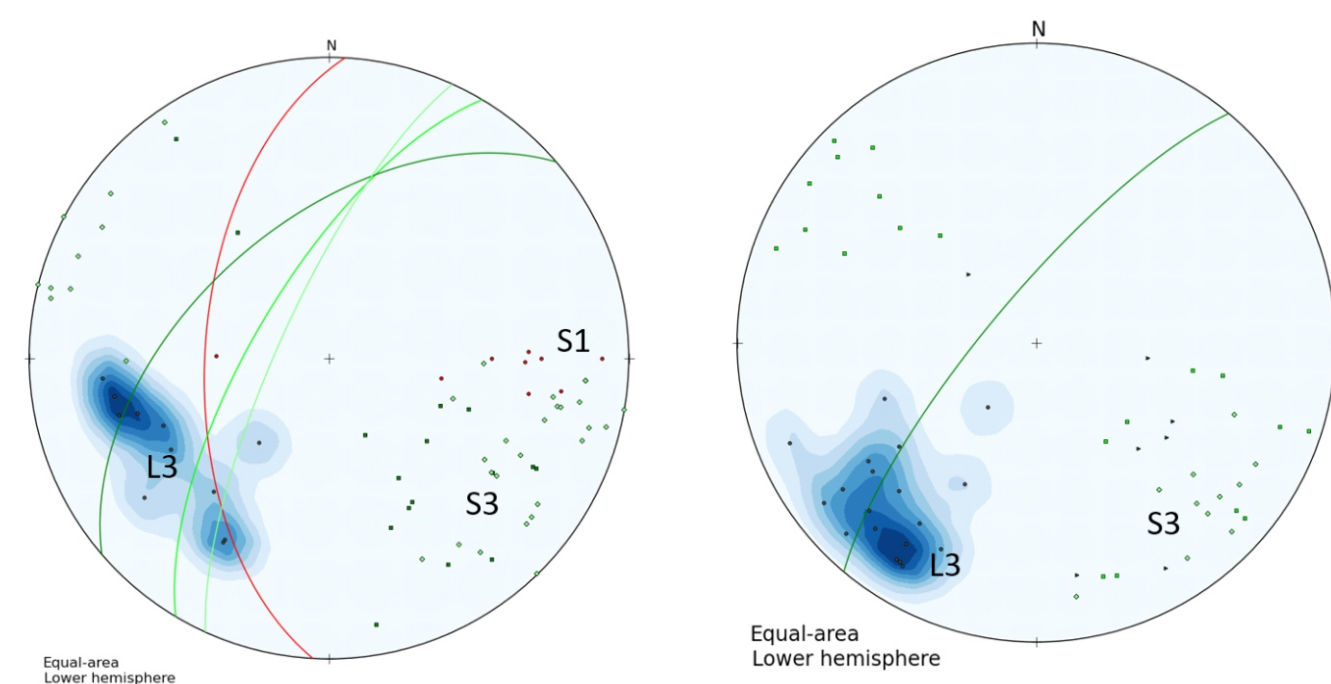 N
S1
L3
S3
Equal-area
Lower hemisphere
N
S3
L3
Equal-area
Lower hemisphere